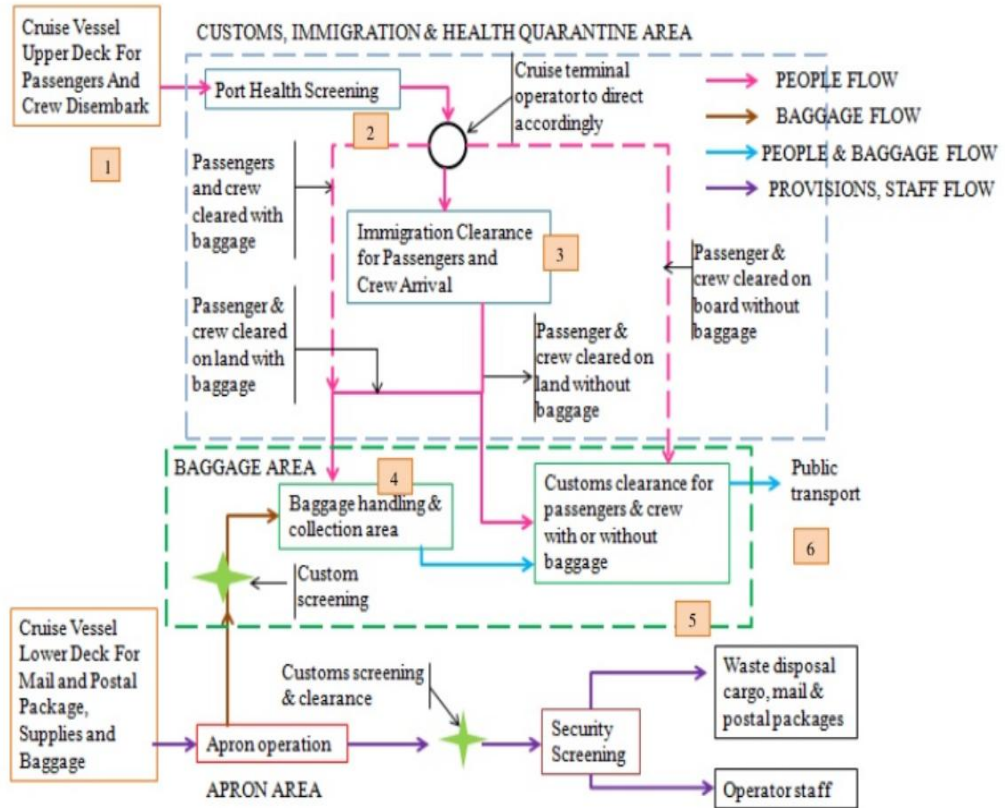 Cruise Vessel
Upper Deck For
Passengers And
Crew Disembark
1
CUSTOMS, IMMIGRATION & HEALTH QUARANTINE AREA
Port Health Screening
2
Cruise terminal
operator to direct
accordingly
PEOPLE FLOW
BAGGAGE FLOW
PEOPLE & BAGGAGE FLOW
PROVISIONS, STAFF FLOW
Passengers
and crew
cleared with
baggage
Immigration Clearance
for Passengers and
Crew Arrival
3
Passenger &
crew cleared on
board without
baggage
Passenger &
crew cleared
on land with
baggage
Passenger &
crew cleared on
land without
baggage
BAGGAGE AREA
4
Baggage handling &
collection area
Customs clearance for
passengers & crew
with or without
baggage
Public
transport
6
Custom
screening
5
Cruise Vessel
Lower Deck For
Mail and Postal
Package,
Supplies and
Baggage
Apron operation
APRON AREA
Customs screening
& clearance
Security
Screening
Waste disposal
cargo, mail &
postal packages
Operator staff